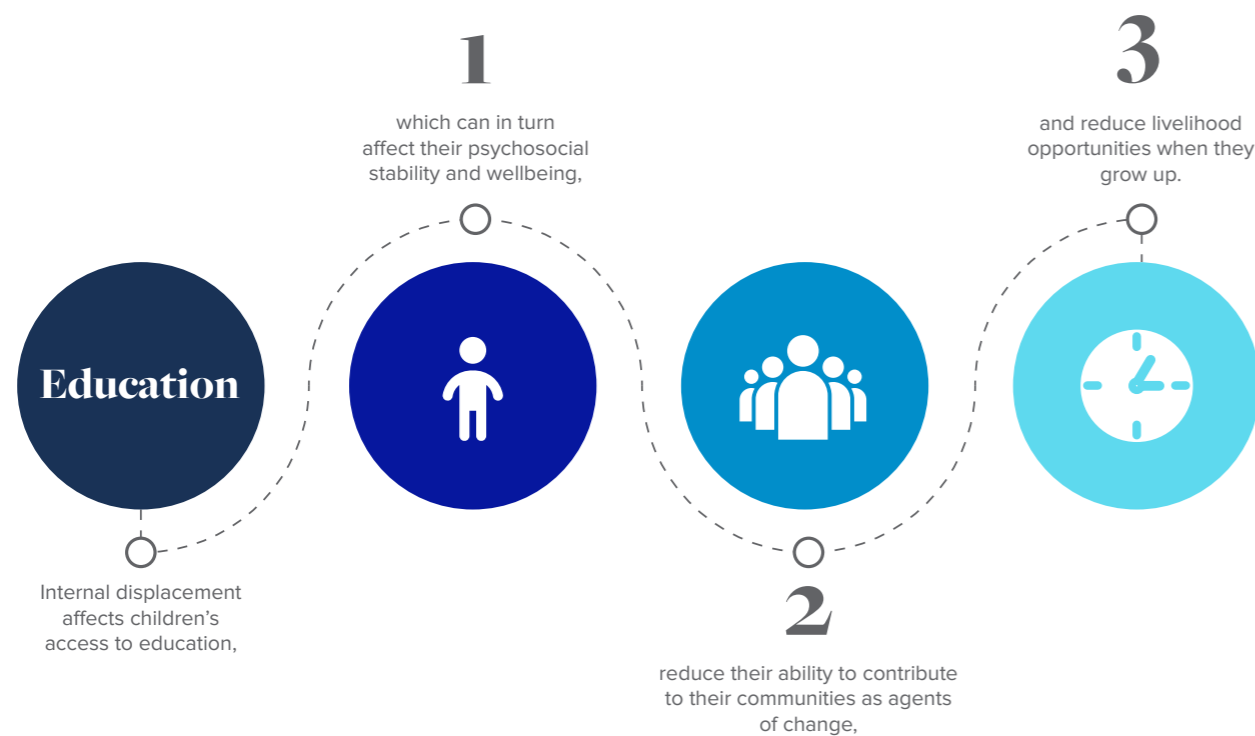 Education
Internal displacement
affects children’s
access to education,
1
which can in turn
affect their psychosocial
stability and wellbeing,
2
reduce their ability to contribute
to their communities as agents
of change,
3
and reduce livelihood
opportunities when they
grow up.